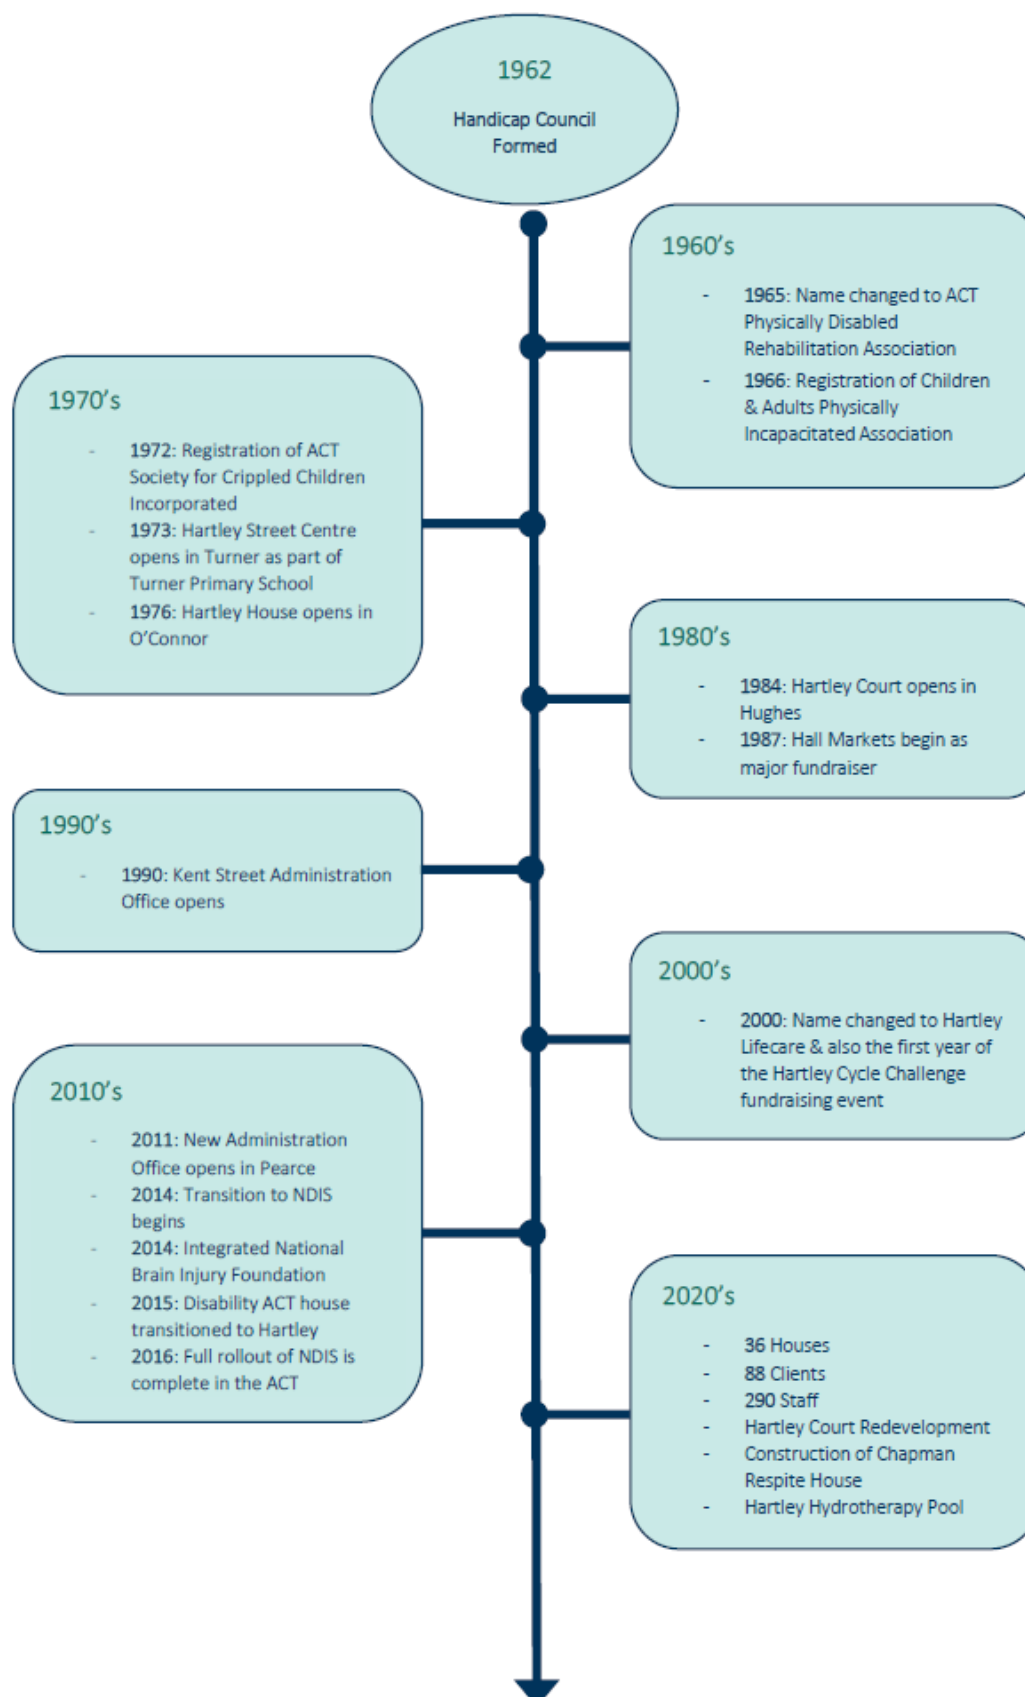 1962
Handicap Council
Formed
1960's
- 1965: Name changed to ACT
Physically Disabled
Rehabilitation Association
- 1966: Registration of Children
& Adults Physically
Incapacitated Association
1970's
- 1972: Registration of ACT
Society for Crippled Children
Incorporated
- 1973: Hartley Street Centre
opens in Turner as part of
Turner Primary School
- 1976: Hartley House opens in
O'Connor
1980's
- 1984: Hartley Court opens in
Hughes
- 1987: Hall Markets begin as
major fundraiser
1990's
- 1990: Kent Street Administration
Office opens
2000's
- 2000: Name changed to Hartley
Lifecare & also the first year of
the Hartley Cycle Challenge
fundraising event
2010's
- 2011: New Administration
Office opens in Pearce
- 2014: Transition to NDIS
begins
- 2014: Integrated National
Brain Injury Foundation
- 2015: Disability ACT house
transitioned to Hartley
- 2016: Full rollout of NDIS is
complete in the ACT
2020's
- 36 Houses
- 88 Clients
- 290 Staff
- Hartley Court Redevelopment
- Construction of Chapman
Respite House
- Hartley Hydrotherapy Pool